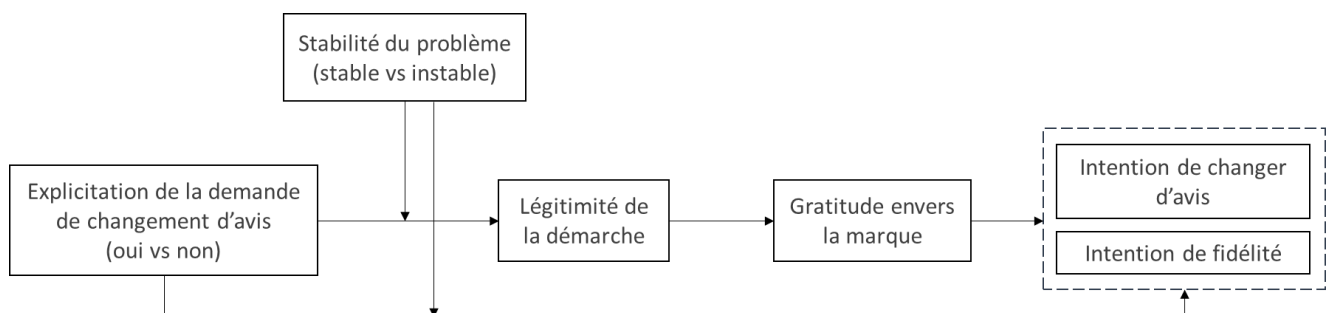 Stabilité du problème
(stable vs instable)
Explicitation de la demande
de changement d'avis
(oui vs non)
Légitimité de
la démarche
Gratitude envers
la marque
Intention de changer
d'avis
Intention de fidélité